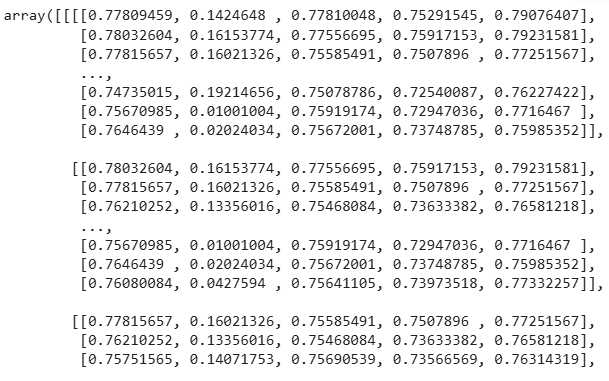 array([[[[0.77809459, 0.1424648 , 0.77810048, 0.75291545, 0.79076407],
[0.78032604, 0.16153774, 0.77556695, 0.75917153, 0.79231581],
[0.77815657, 0.16021326, 0.75585491, 0.7507896 , 0.77251567],
...,
[0.74735015, 0.19214656, 0.75078786, 0.72540087, 0.76227422],
[0.75670985, 0.01001004, 0.75919174, 0.72947036, 0.7716467 ],
[0.7646439 , 0.02024034, 0.75672001, 0.73748785, 0.75985352]],
[[0.78032604, 0.16153774, 0.77556695, 0.75917153, 0.79231581],
[0.77815657, 0.16021326, 0.75585491, 0.7507896 , 0.77251567],
[0.76210252, 0.13356016, 0.75468084, 0.73633382, 0.76581218],
...,
[0.75670985, 0.01001004, 0.75919174, 0.72947036, 0.7716467 ],
[0.7646439 , 0.02024034, 0.75672001, 0.73748785, 0.75985352],
[0.76080084, 0.0427594 , 0.75641105, 0.73973518, 0.77332257]],
[[0.77815657, 0.16021326, 0.75585491, 0.7507896 , 0.77251567],
[0.76210252, 0.13356016, 0.75468084, 0.73633382, 0.76581218],
[0.75751565, 0.14071753, 0.75690539, 0.73566569, 0.76314319],